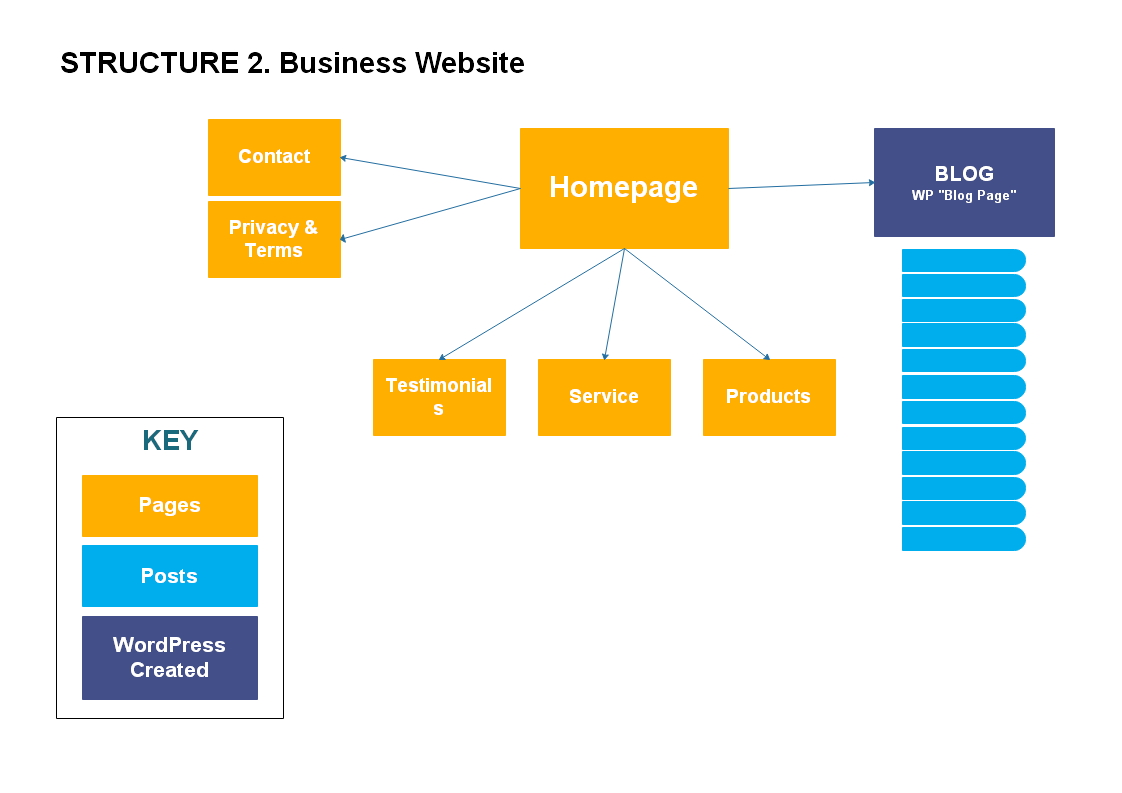 STRUCTURE 2. Business Website
Contact
Privacy &
Terms
Homepage
BLOG
WP "Blog Page"
Testimonial
s
Service
Products
KEY
Pages
Posts
WordPress
Created